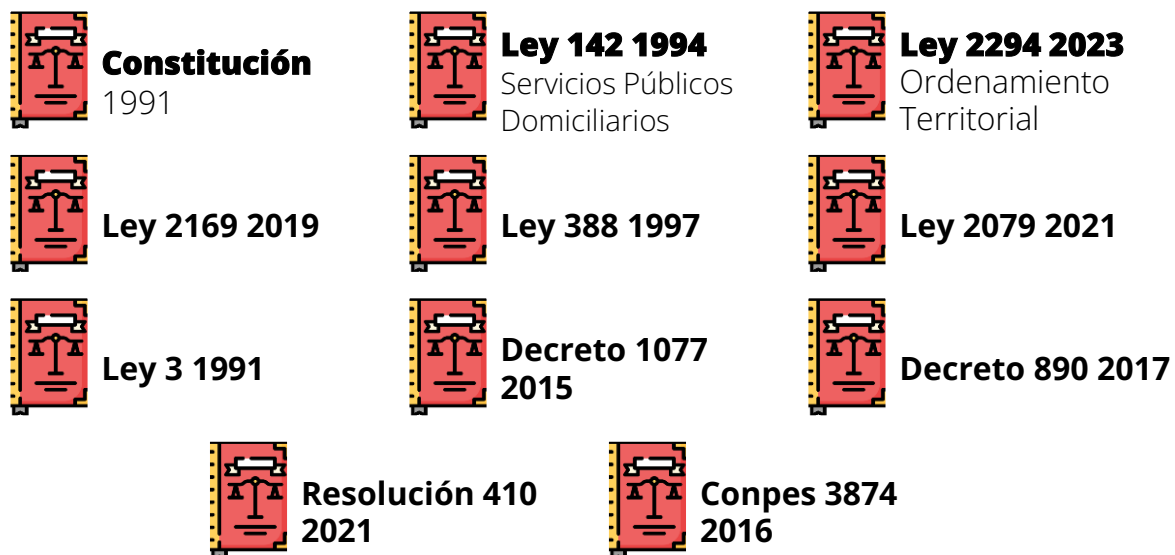 Constitución
1991
Ley 142 1994
Servicios Públicos
Domiciliarios
Ley 2294 2023
Ordenamiento
Territorial
Ley 2169 2019
Ley 388 1997
Ley 2079 2021
Ley 3 1991
Decreto 1077
2015
Decreto 890 2017
Resolución 410
2021
Conpes 3874
2016